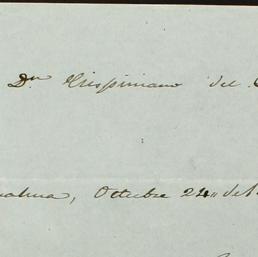 Dn Crispiniano del
Octubre 24 " de